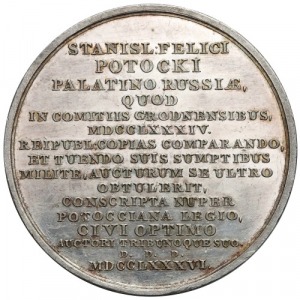 STANISL: FELICI
POTOCKI
PALATINO RUSSIÆ,
QUOD
IN COMITIIS GRODNENSIBUS,
MDCCLXXXIV.
REIPUBL: COPIAS COMPARANDO,
ET TUENDO SUIS SUMPTIBUS
MILITE, AUCTURUM SE ULTRO
OBTULERIT,
CONSCRIPTA NUPER
POTOCCIANA LEGIO,
CIVI OPTIMO
AUCTORI TRIBUNOQUE SUO.
D. D. D.
MDCCLXXXVI.